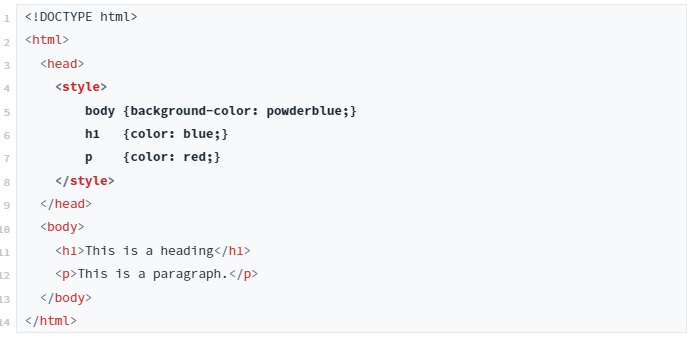 1 <!DOCTYPE html>
2 <html>
3   <head>
4     <style>
5         body {background-color: powderblue;}
6         h1   {color: blue;}
7         p    {color: red;}
8     </style>
9   </head>
10   <body>
11     <h1>This is a heading</h1>
12     <p>This is a paragraph.</p>
13   </body>
14 </html>